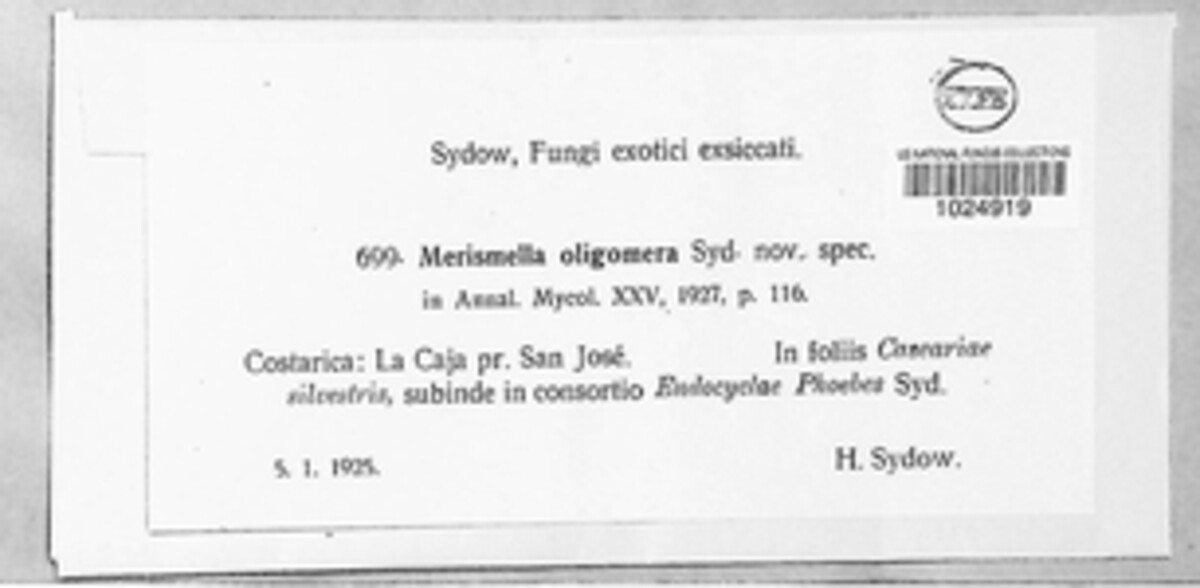 Sydow, Fungi exotici exsiccati.
US NATIONAL FUNGUS COLLECTIONS
1024919
699. Merismella oligomera Syd. nov. spec.
in Annal. Mycol. XXV, 1927, p. 116.
Costarica: La Caja pr. San José. In foliis Caseariae
silvestris, subinde in consortio Endocyclae Phoebes Syd.
5. 1. 1925. H. Sydow.